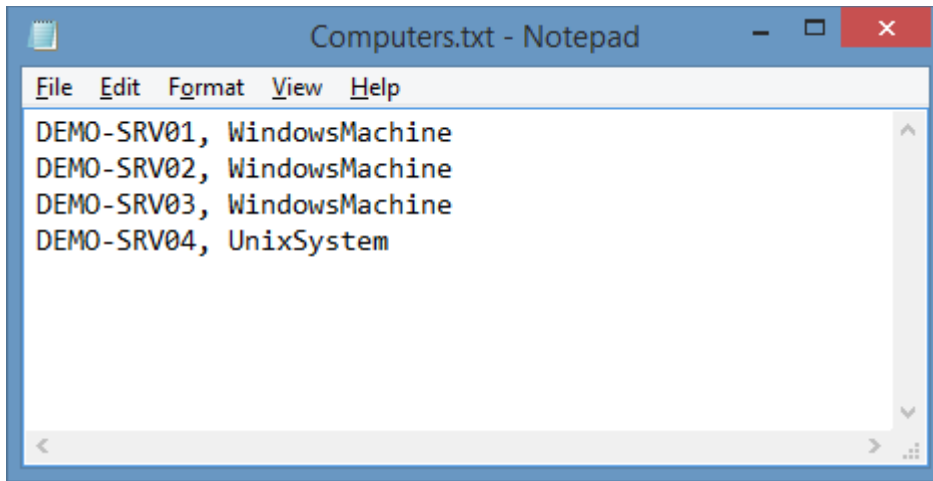 Computers.txt - Notepad
File Edit Format View Help
DEMO-SRV01, WindowsMachine
DEMO-SRV02, WindowsMachine
DEMO-SRV03, WindowsMachine
DEMO-SRV04, UnixSystem